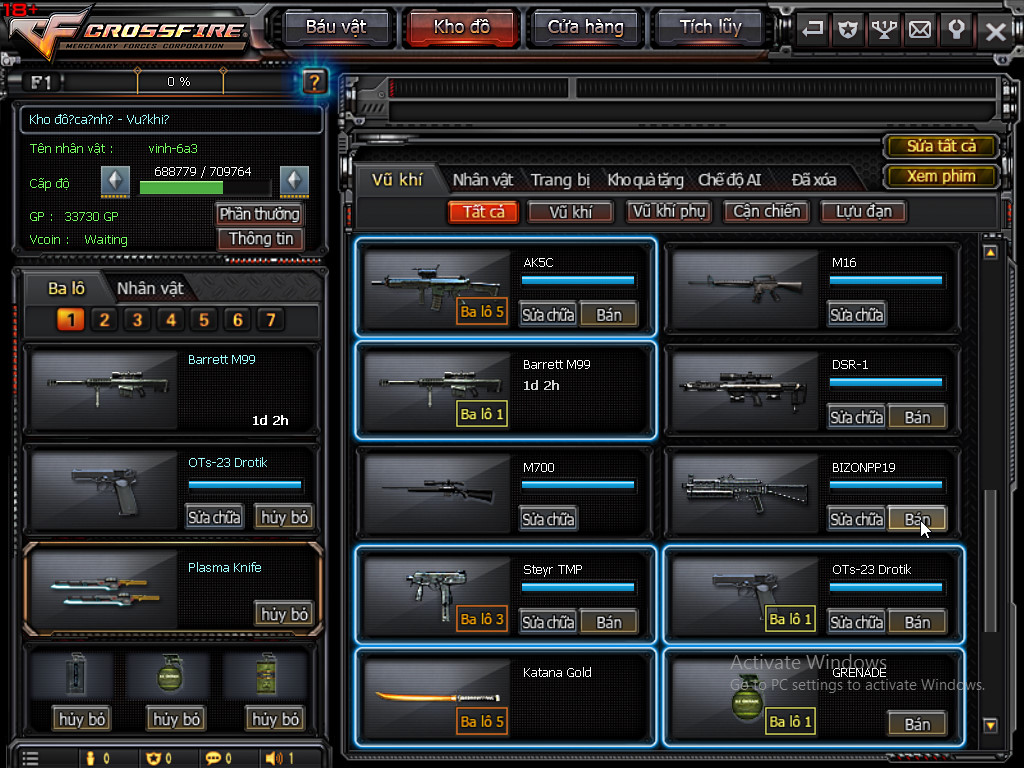 18+
CROSSFIRE
MERCENARY FORCES CORPORATION
Báu vật
Kho đồ
Cửa hàng
Tích lũy
F1
0 %
?
Kho đô?ca?nh? - Vu?khi?
Tên nhân vật : vinh-6a3
Cấp độ
688779 / 709764
GP : 33730 GP
Phần thưởng
Vcoin : Waiting
Thông tin
Ba lô
Nhân vật
1 2 3 4 5 6 7
Barrett M99
1d 2h
OTs-23 Drotik
Sửa chữa
hủy bỏ
Plasma Knife
hủy bỏ
hủy bỏ
hủy bỏ
hủy bỏ
0
0
0
1
Sửa tất cả
Xem phim
Vũ khí
Nhân vật
Trang bị
Kho quà tặng
Chế độ AI
Đã xóa
Tất cả
Vũ khí
Vũ khí phụ
Cận chiến
Lựu đạn
AK5C
Ba lô 5
Sửa chữa
Bán
M16
Sửa chữa
Barrett M99
1d 2h
Ba lô 1
DSR-1
Sửa chữa
Bán
M700
Sửa chữa
BIZONPP19
Sửa chữa
Bán
Steyr TMP
Ba lô 3
Sửa chữa
Bán
OTs-23 Drotik
Ba lô 1
Sửa chữa
Bán
Katana Gold
Ba lô 5
GRENADE
Ba lô 1
Bán
Activate Windows
Go to PC settings to activate Windows.